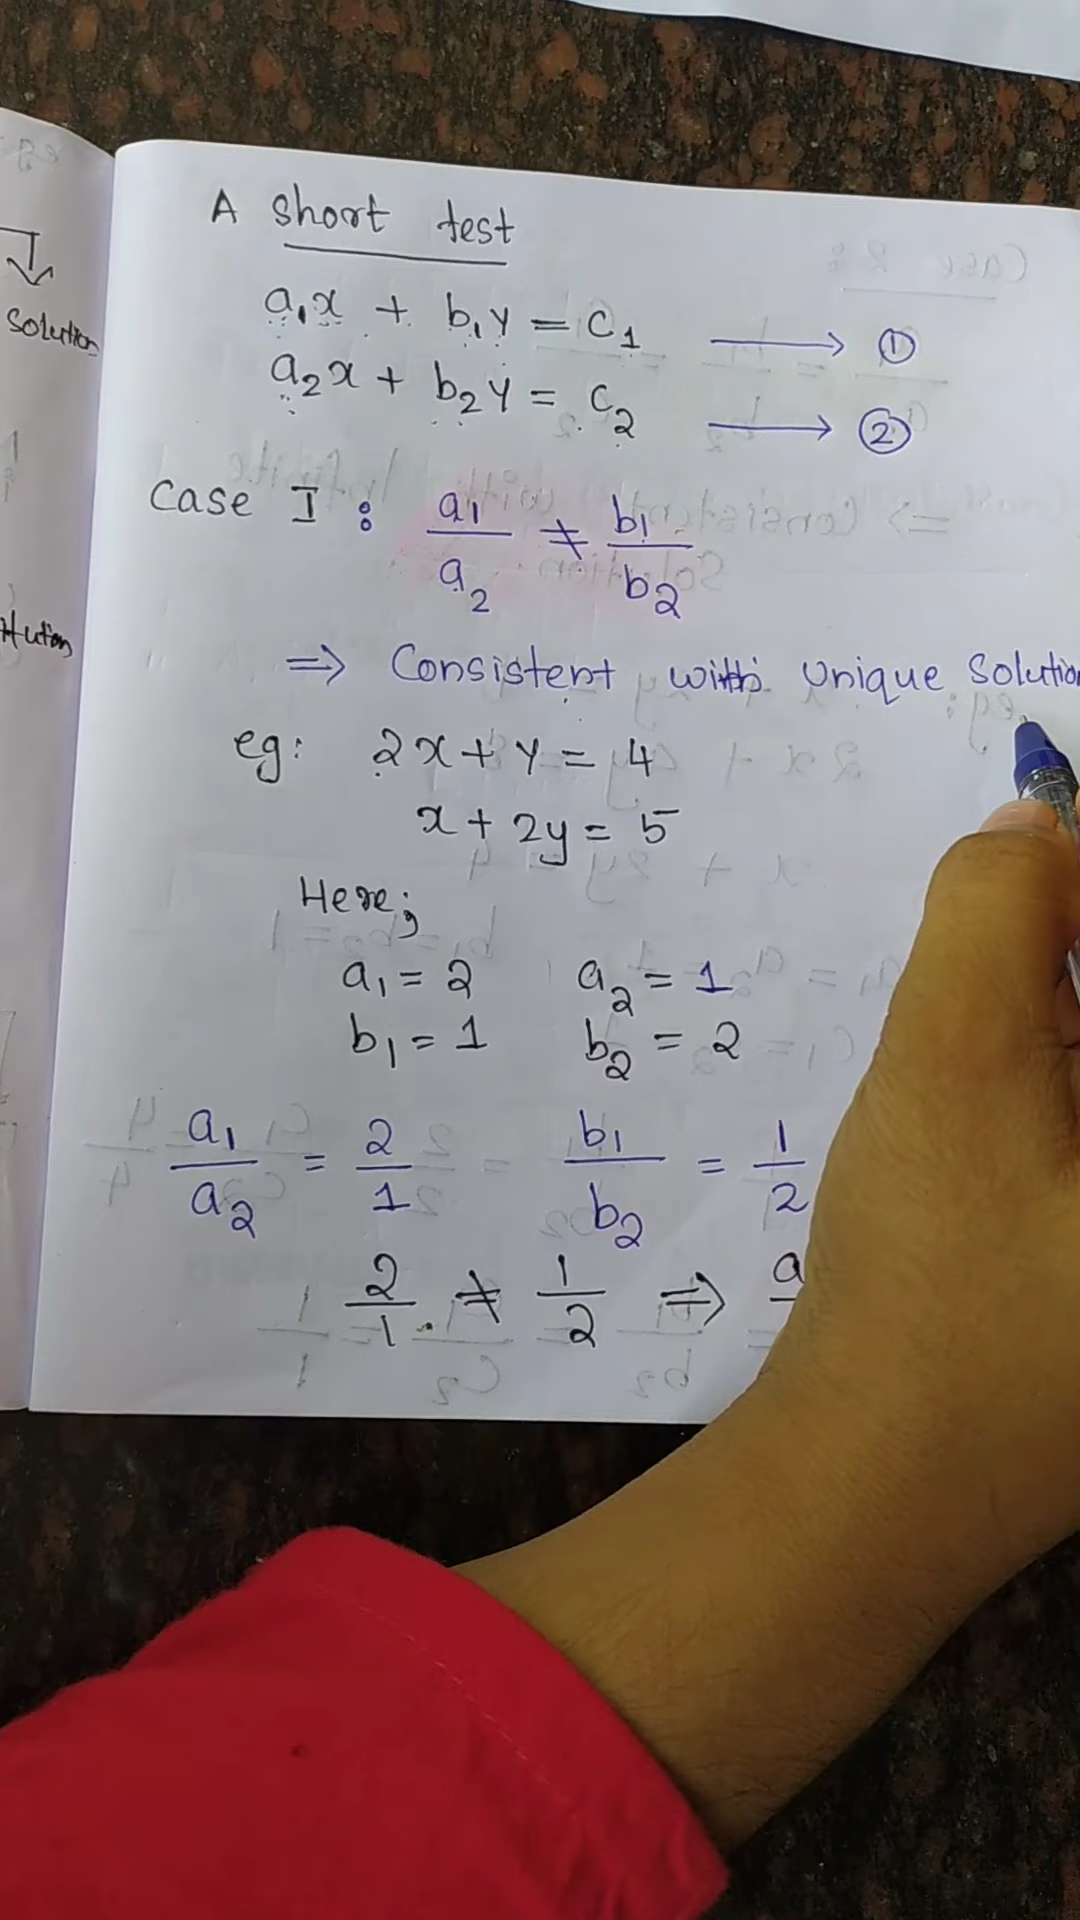 A short test
a₁x + b₁y = c₁ ⟶ ①
a₂x + b₂y = c₂ ⟶ ②
Case I : a₁/a₂ ≠ b₁/b₂
⇒ Consistent with Unique Solution
eg: 2x + y = 4
x + 2y = 5
Here;
a₁ = 2 a₂ = 1
b₁ = 1 b₂ = 2
a₁/a₂ = 2/1 b₁/b₂ = 1/2
2/1 ≠ 1/2 ⇒ a
Solution